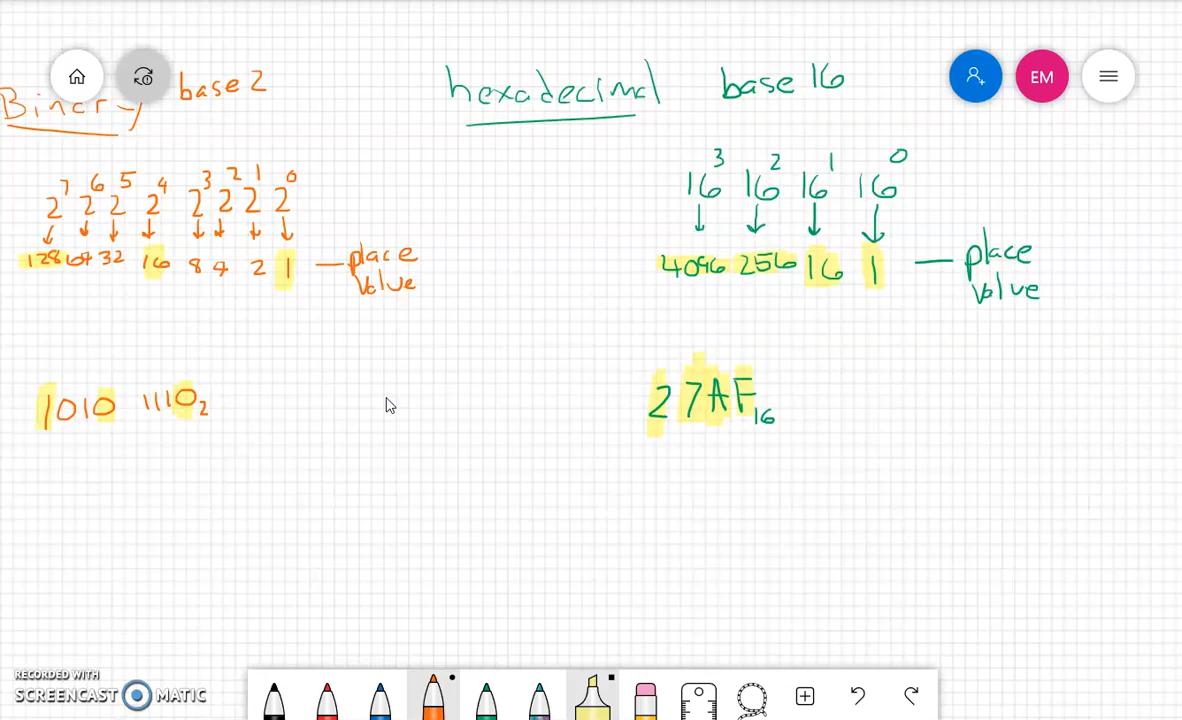 Binary base 2
hexadecimal base 16
EM
2⁷ 2⁶ 2⁵ 2⁴ 2³ 2² 2¹ 2⁰
16³ 16² 16¹ 16⁰
128 64 32 16 8 4 2 1 — place value
4096 256 16 1 — place value
1010 1110₂
27AF₁₆
RECORDED WITH
SCREENCAST MATIC